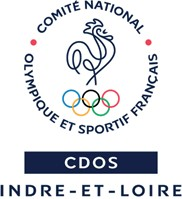 COMITÉ NATIONAL
OLYMPIQUE ET SPORTIF FRANÇAIS
CDOS
INDRE-ET-LOIRE